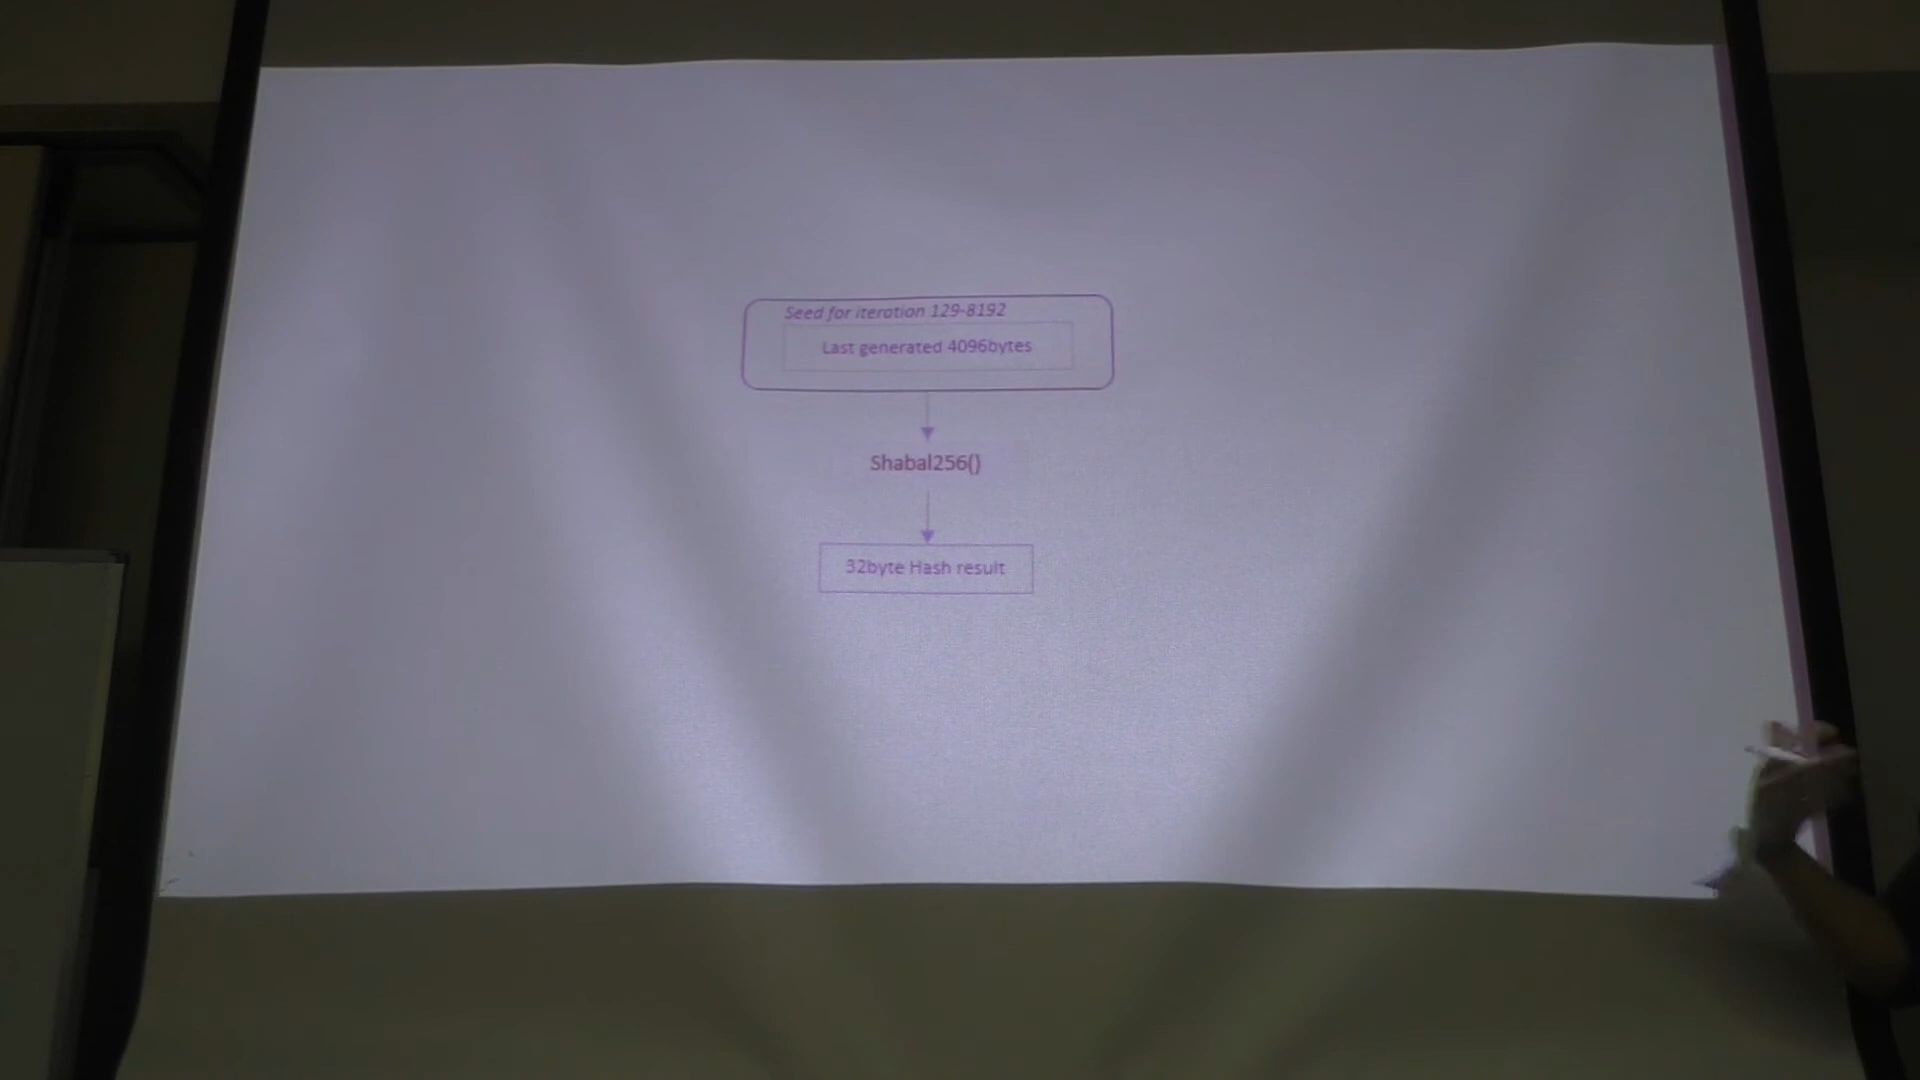 Seed for iteration 129-8192
Last generated 4096bytes
Shabal256()
32byte Hash result